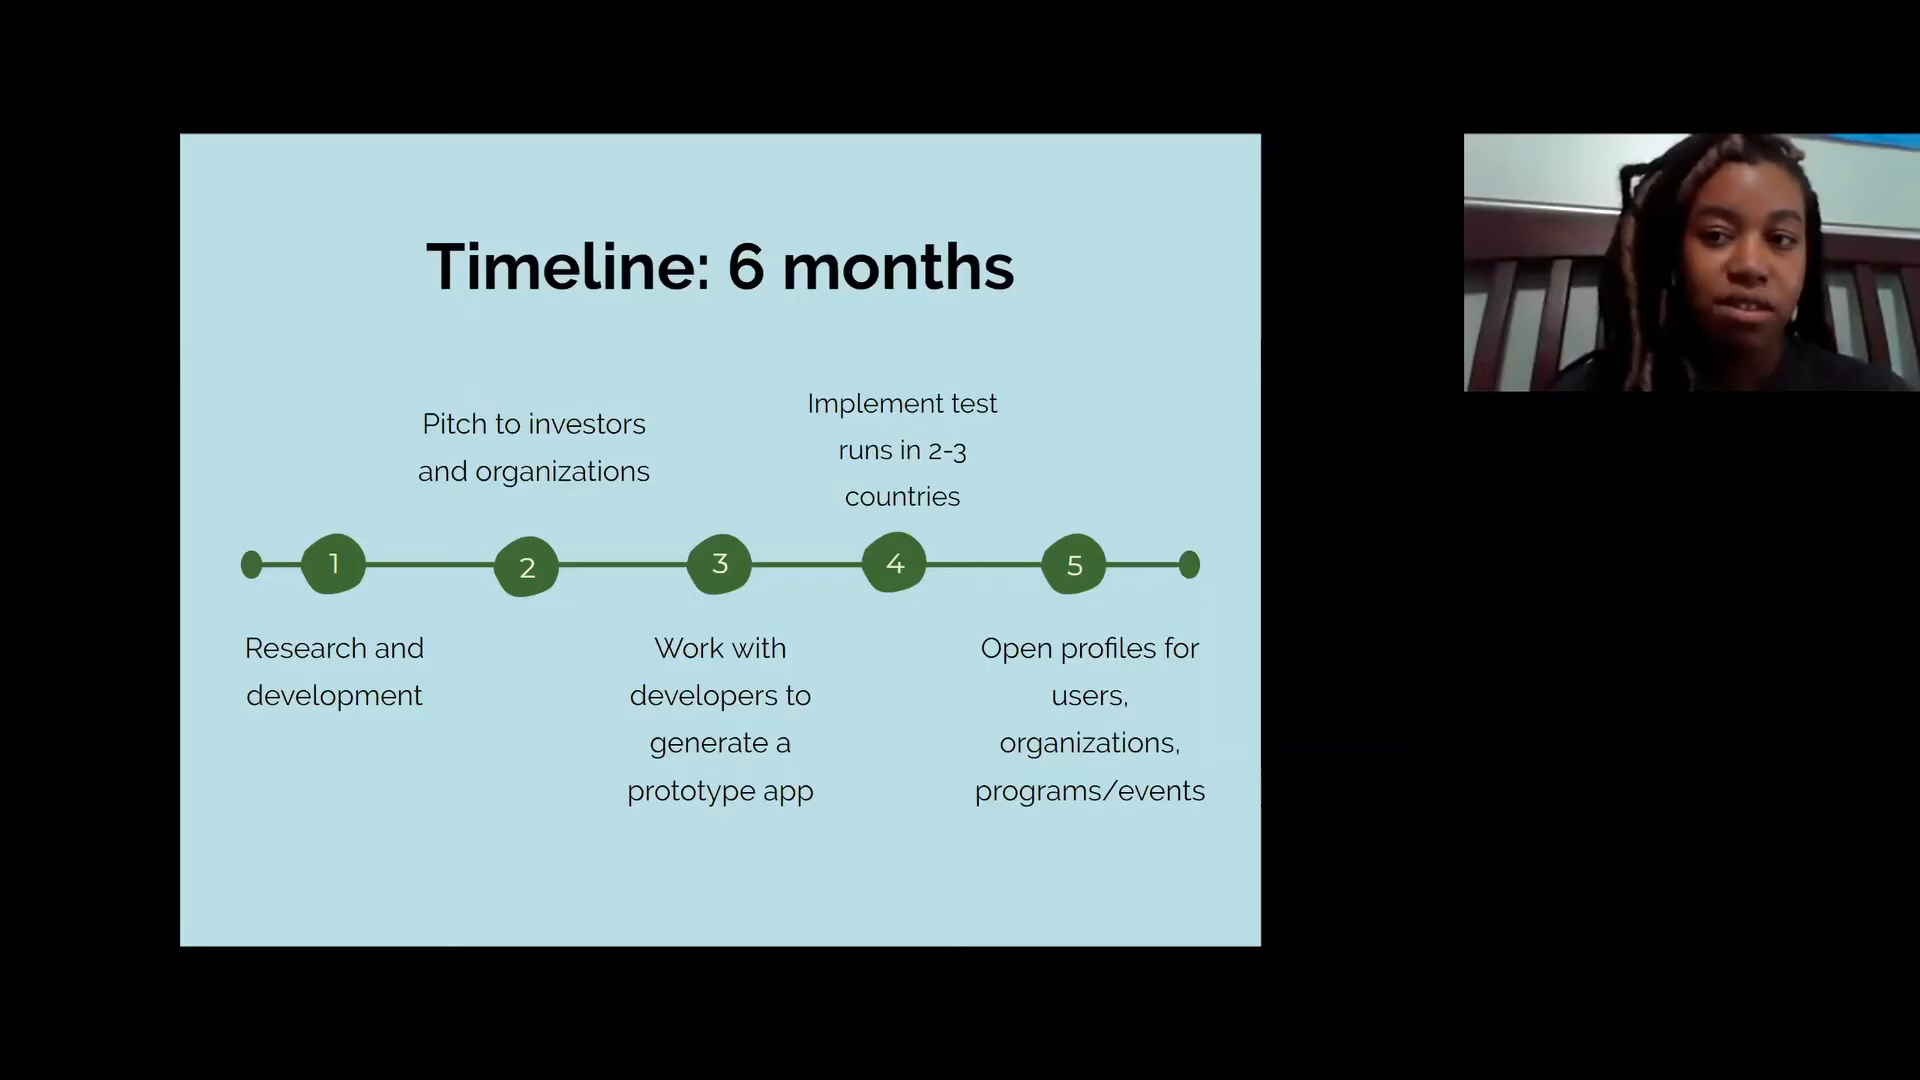 Timeline: 6 months
Pitch to investors
and organizations
Implement test
runs in 2-3
countries
1
2
3
4
5
Research and
development
Work with
developers to
generate a
prototype app
Open profiles for
users,
organizations,
programs/events